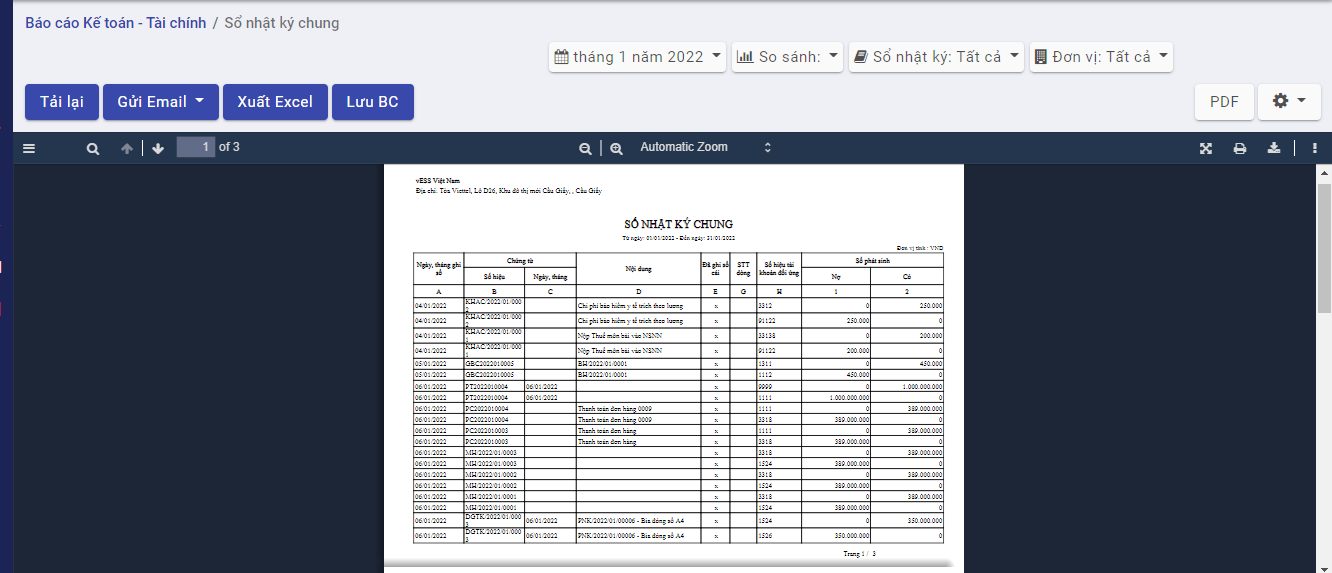 Báo cáo Kế toán - Tài chính / Sổ nhật ký chung
tháng 1 năm 2022 So sánh: Sổ nhật ký: Tất cả Đơn vị: Tất cả
Tải lại Gửi Email Xuất Excel Lưu BC PDF
1 of 3 Automatic Zoom
vESS Việt Nam
Địa chỉ: Tòa Viettel, Lô D26, Khu đô thị mới Cầu Giấy, , Cầu Giấy
SỔ NHẬT KÝ CHUNG
Từ ngày: 01/01/2022 - Đến ngày: 31/01/2022
Đơn vị tính : VND
Ngày, tháng ghi sổ Chứng từ Nội dung Đã ghi sổ cái STT dòng Số hiệu tài khoản đối ứng Số phát sinh
Số hiệu Ngày, tháng Nợ Có
A B C D E G H 1 2
04/01/2022 KHAC/2022/01/0002 Chi phí bảo hiểm y tế trích theo lương x 3312 0 250.000
04/01/2022 KHAC/2022/01/0002 Chi phí bảo hiểm y tế trích theo lương x 91122 250.000 0
04/01/2022 KHAC/2022/01/0001 Nộp Thuế môn bài vào NSNN x 33138 0 200.000
04/01/2022 KHAC/2022/01/0001 Nộp Thuế môn bài vào NSNN x 91122 200.000 0
05/01/2022 GBC2022010005 BH/2022/01/0001 x 1311 0 450.000
05/01/2022 GBC2022010005 BH/2022/01/0001 x 1112 450.000 0
06/01/2022 PT2022010004 06/01/2022 x 9999 0 1.000.000.000
06/01/2022 PT2022010004 06/01/2022 x 1111 1.000.000.000 0
06/01/2022 PC2022010004 Thanh toán đơn hàng 0009 x 1111 0 389.000.000
06/01/2022 PC2022010004 Thanh toán đơn hàng 0009 x 3318 389.000.000 0
06/01/2022 PC2022010003 Thanh toán đơn hàng x 1111 0 389.000.000
06/01/2022 PC2022010003 Thanh toán đơn hàng x 3318 389.000.000 0
06/01/2022 MH/2022/01/0003 x 3318 0 389.000.000
06/01/2022 MH/2022/01/0003 x 1524 389.000.000 0
06/01/2022 MH/2022/01/0002 x 3318 0 389.000.000
06/01/2022 MH/2022/01/0002 x 1524 389.000.000 0
06/01/2022 MH/2022/01/0001 x 3318 0 389.000.000
06/01/2022 MH/2022/01/0001 x 1524 389.000.000 0
06/01/2022 DGTK/2022/01/0003 06/01/2022 PNK/2022/01/00006 - Bìa đóng sổ A4 x 1524 0 350.000.000
06/01/2022 DGTK/2022/01/0003 06/01/2022 PNK/2022/01/00006 - Bìa đóng sổ A4 x 1526 350.000.000 0
Trang 1 / 3